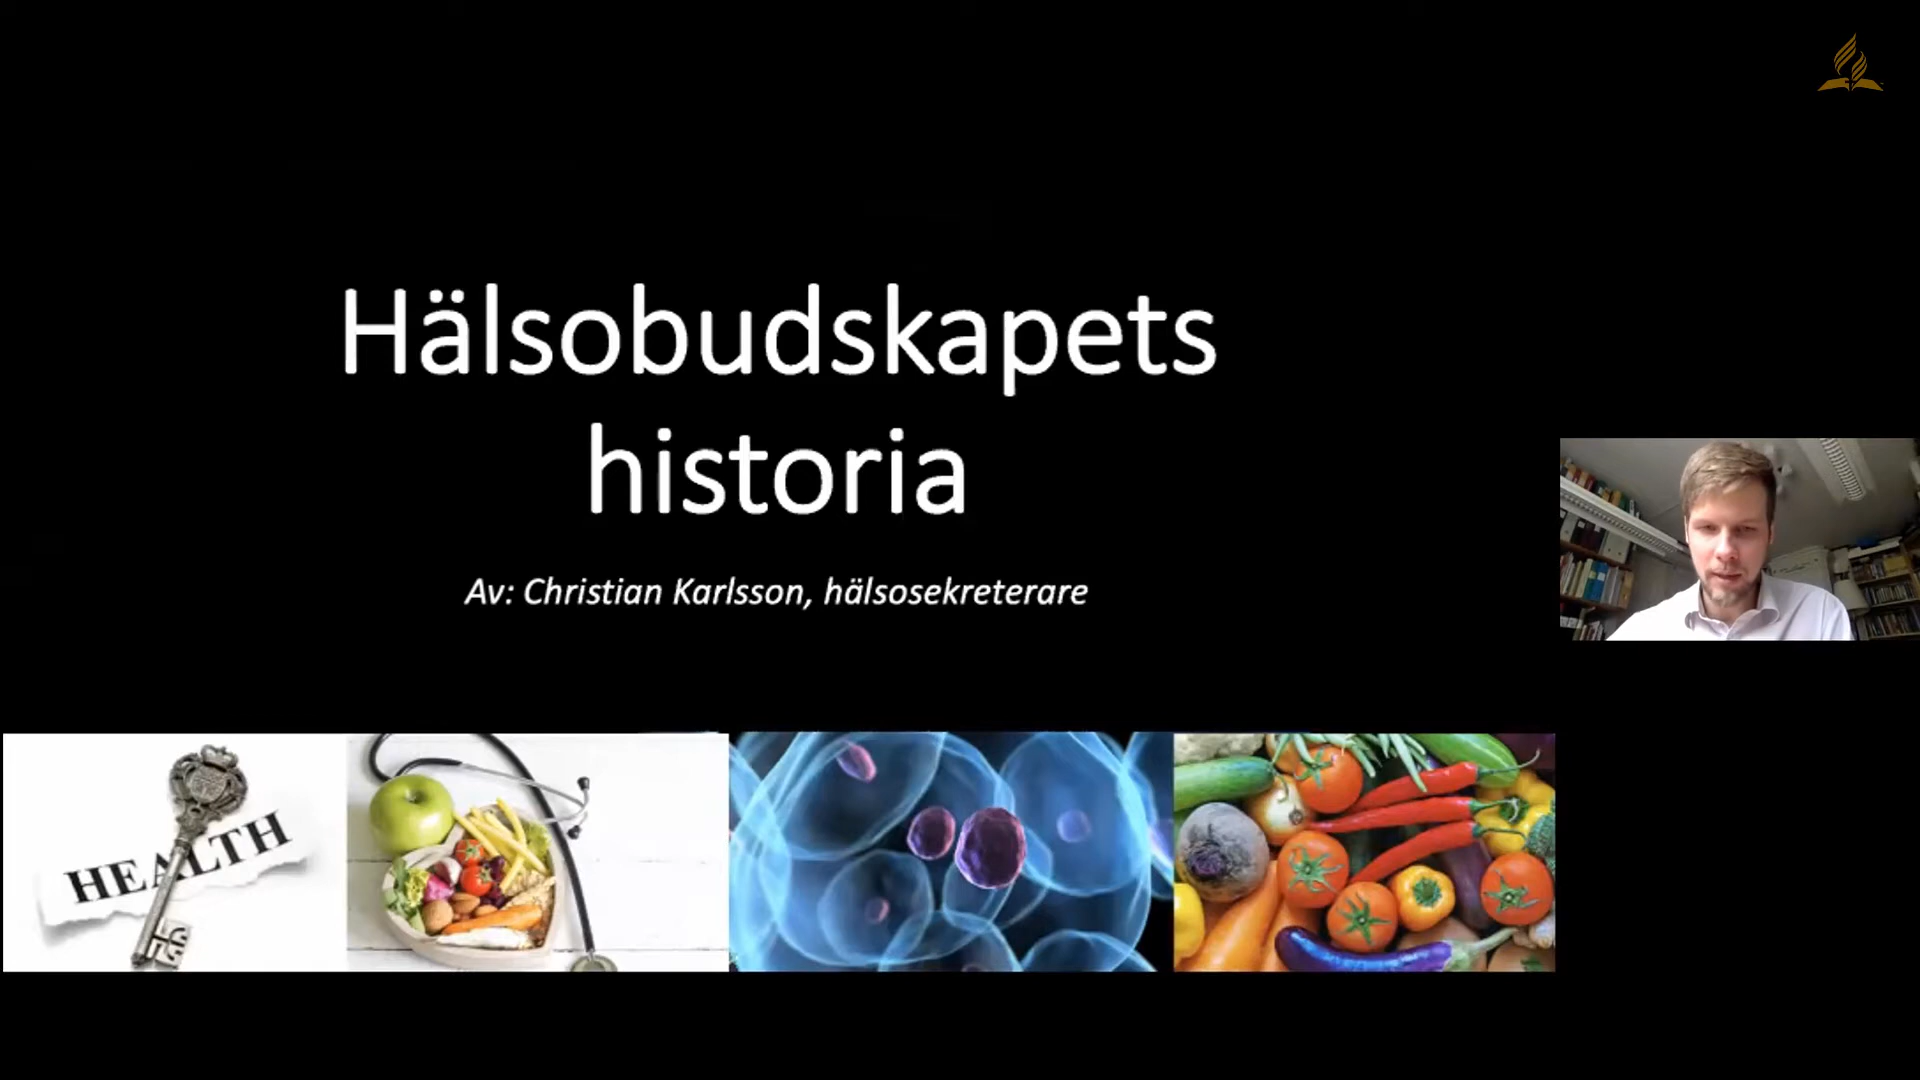 Hälsobudskapets
historia
Av: Christian Karlsson, hälsosekreterare
HEALTH